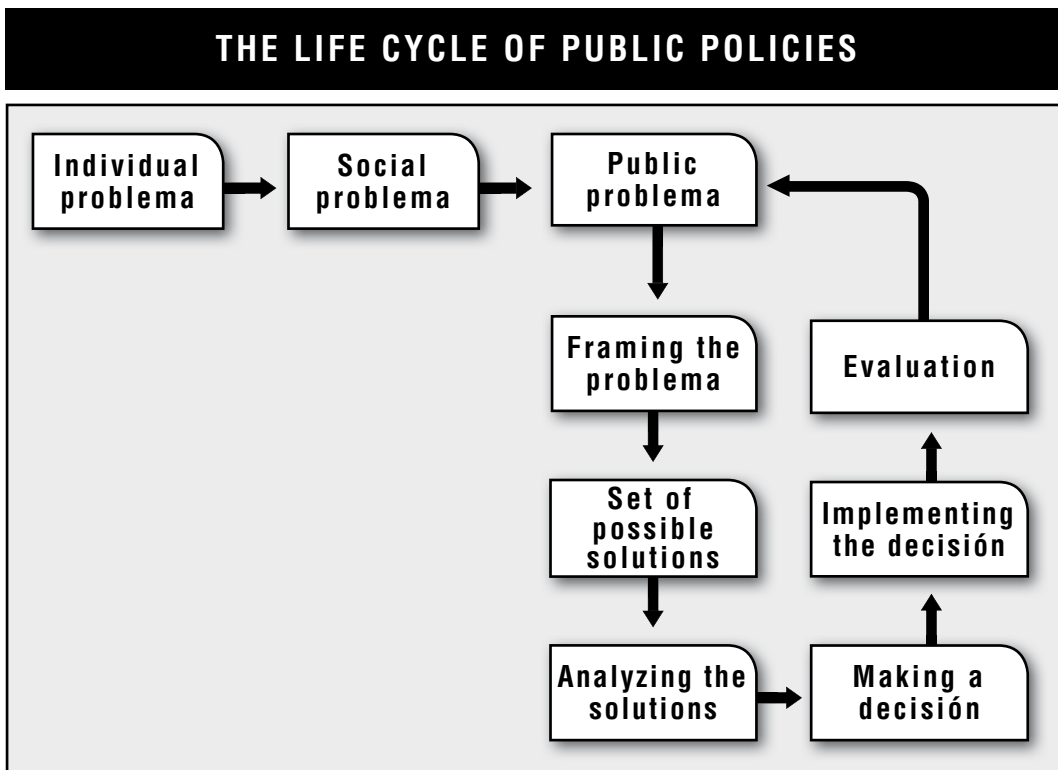 THE LIFE CYCLE OF PUBLIC POLICIES
Individual
problema
Social
problema
Public
problema
Framing the
problema
Set of
possible
solutions
Analyzing the
solutions
Making a
decisión
Implementing
the decisión
Evaluation